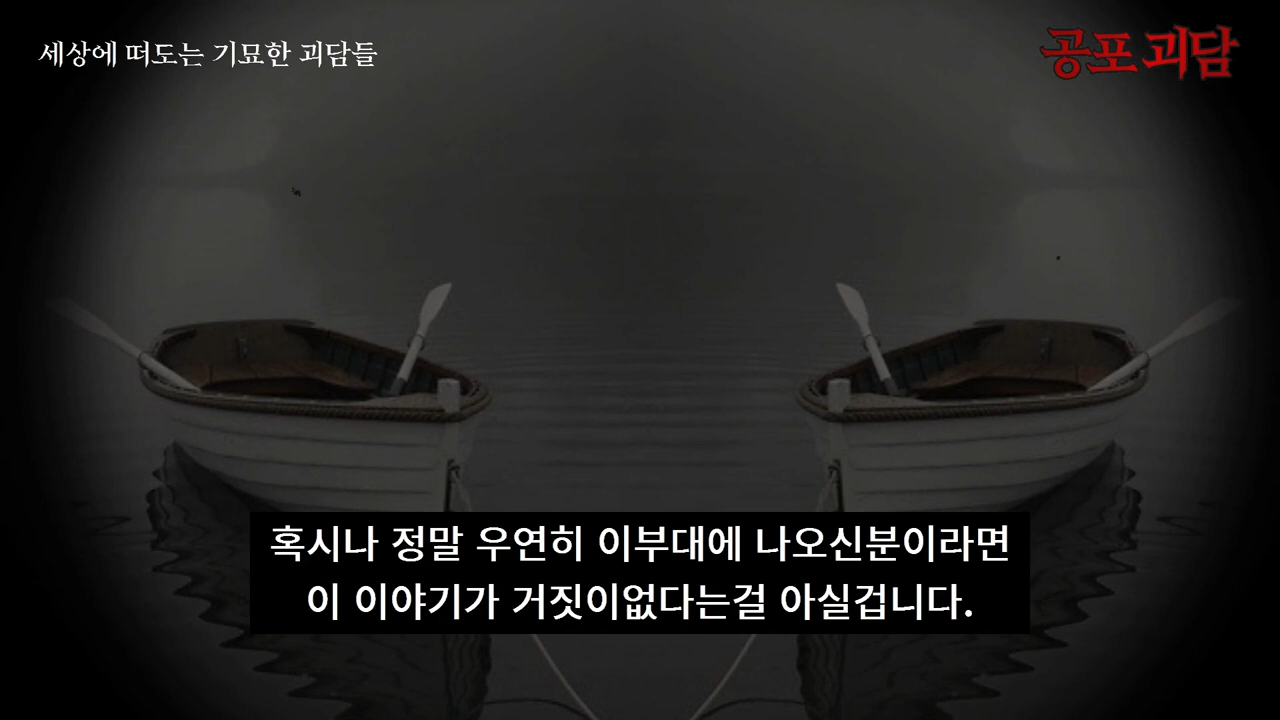 세상에 떠도는 기묘한 괴담들
공포 괴담
혹시나 정말 우연히 이부대에 나오신분이라면
이 이야기가 거짓이없다는걸 아실겁니다.